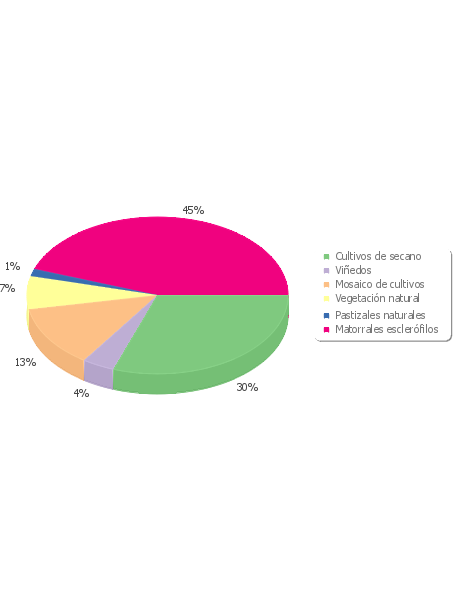 45%
1%
7%
13%
4%
30%
Cultivos de secano
Viñedos
Mosaico de cultivos
Vegetación natural
Pastizales naturales
Matorrales esclerófilos